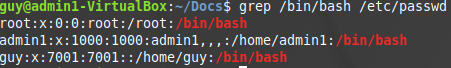 guy@admin1-VirtualBox:~/Docs$ grep /bin/bash /etc/passwd
root:x:0:0:root:/root:/bin/bash
admin1:x:1000:1000:admin1,,,:/home/admin1:/bin/bash
guy:x:7001:7001::/home/guy:/bin/bash